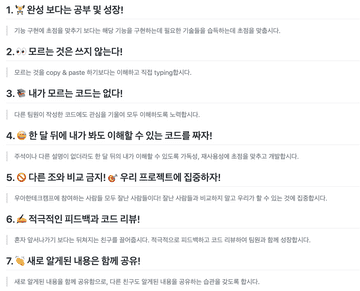 1. 🏋️ 완성 보다는 공부 및 성장!
기능 구현에 초점을 맞추기 보다는 해당 기능을 구현하는데 필요한 기술들을 습득하는데 초점을 맞춥시다.
2. 👀 모르는 것은 쓰지 않는다!
모르는 것을 copy & paste 하기보다는 이해하고 직접 typing합시다.
3. 📚 내가 모르는 코드는 없다!
다른 팀원이 작성한 코드에도 관심을 기울여 모두 이해하도록 노력합시다.
4. 한 달 뒤에 내가 봐도 이해할 수 있는 코드를 짜자!
주석이나 다른 설명이 없더라도 한 달 뒤의 내가 이해할 수 있도록 가독성, 재사용성에 초점을 맞추고 개발합시다.
5. 🚫 다른 조와 비교 금지! 🎯 우리 프로젝트에 집중하자!
우아한테크캠프에 참여하는 사람들 모두 잘난 사람들이다! 잘난 사람들과 비교하지 말고 우리가 할 수 있는 것에 집중합시다.
6. ✍️ 적극적인 피드백과 코드 리뷰!
혼자 앞서나가기 보다는 뒤쳐지는 친구를 끌어줍시다. 적극적으로 피드백하고 코드 리뷰하여 팀원과 함께 성장합시다.
7. 👏 새로 알게된 내용은 함께 공유!
새로 알게된 내용을 함께 공유함으로, 다른 친구도 알게된 내용을 공유하는 습관을 갖도록 합시다.